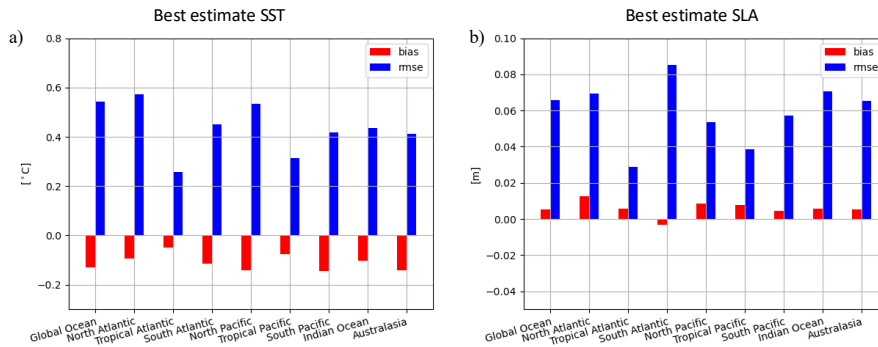 Best estimate SST
a)
0.8
0.6
0.4
0.2
0.0
−0.2
[°C]
bias
rmse
Global Ocean
North Atlantic
Tropical Atlantic
South Atlantic
North Pacific
Tropical Pacific
South Pacific
Indian Ocean
Australasia
Best estimate SLA
b)
0.10
0.08
0.06
0.04
0.02
0.00
−0.02
−0.04
[m]
bias
rmse
Global Ocean
North Atlantic
Tropical Atlantic
South Atlantic
North Pacific
Tropical Pacific
South Pacific
Indian Ocean
Australasia